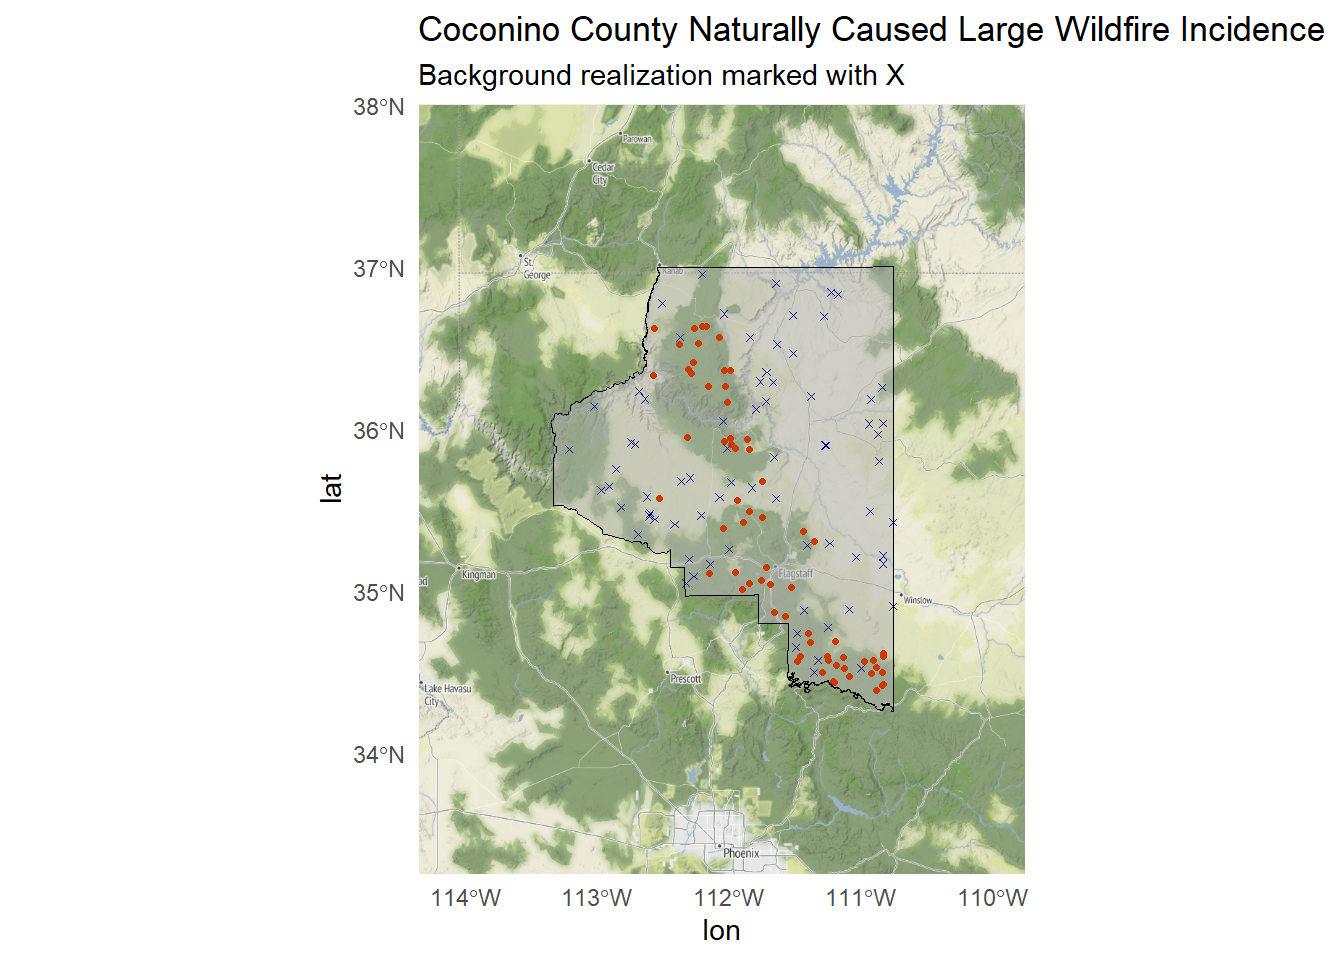 Coconino County Naturally Caused Large Wildfire Incidence
Background realization marked with X
38°N
37°N
36°N
35°N
34°N
lat
Parowan
Cedar
City
St.
George
Kanab
Kingman
Flagstaff
Winslow
Prescott
Lake Havasu
City
Phoenix
114°W
113°W
112°W
111°W
110°W
lon